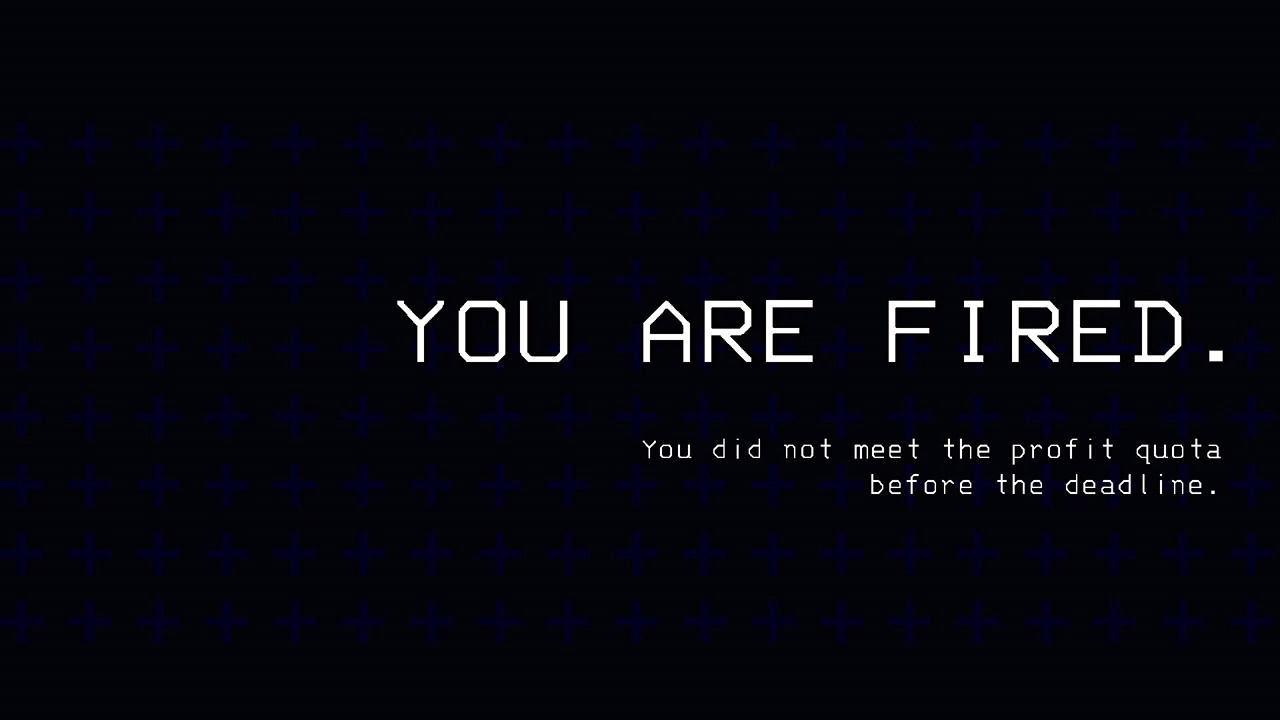 YOU ARE FIRED.
You did not meet the profit quota
before the deadline.